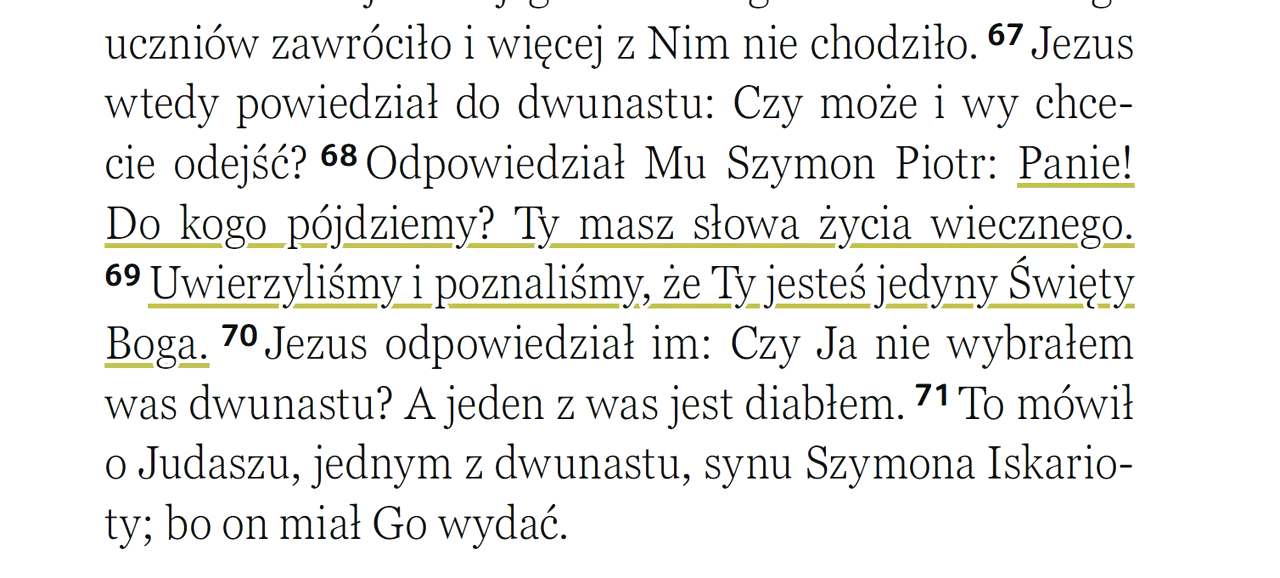 uczniów zawróciło i więcej z Nim nie chodziło. 67 Jezus
wtedy powiedział do dwunastu: Czy może i wy chce-
cie odejść? 68 Odpowiedział Mu Szymon Piotr: Panie!
Do kogo pójdziemy? Ty masz słowa życia wiecznego.
69 Uwierzyliśmy i poznaliśmy, że Ty jesteś jedyny Święty
Boga. 70 Jezus odpowiedział im: Czy Ja nie wybrałem
was dwunastu? A jeden z was jest diabłem. 71 To mówił
o Judaszu, jednym z dwunastu, synu Szymona Iskario-
ty; bo on miał Go wydać.